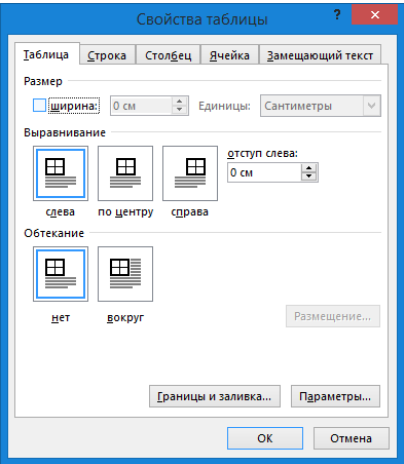 Свойства таблицы ? ×
Таблица Строка Столбец Ячейка Замещающий текст
Размер
ширина: 0 см Единицы: Сантиметры
Выравнивание
отступ слева:
0 см
слева по центру справа
Обтекание
нет вокруг
Размещение...
Границы и заливка... Параметры...
ОК Отмена